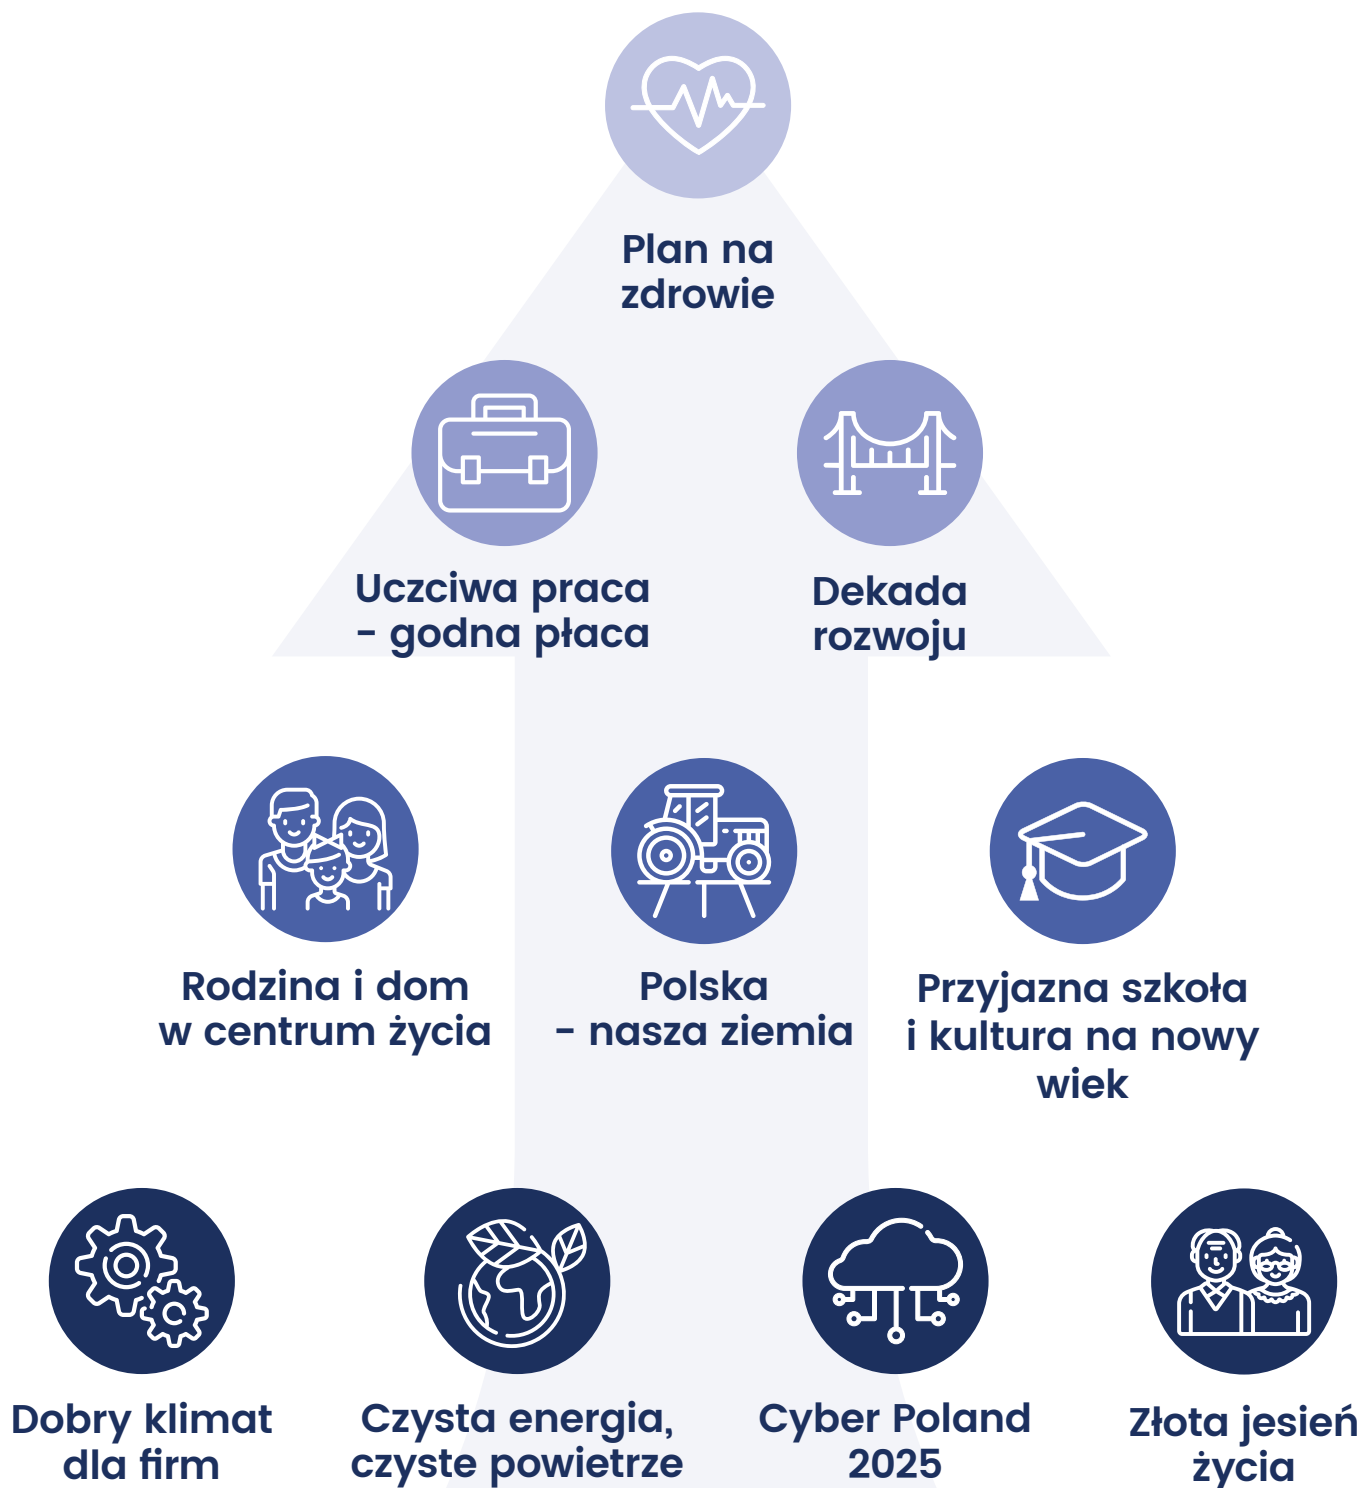 Plan na
zdrowie
Uczciwa praca
- godna płaca
Dekada
rozwoju
Rodzina i dom
w centrum życia
Polska
- nasza ziemia
Przyjazna szkoła
i kultura na nowy
wiek
Dobry klimat
dla firm
Czysta energia,
czyste powietrze
Cyber Poland
2025
Złota jesień
życia